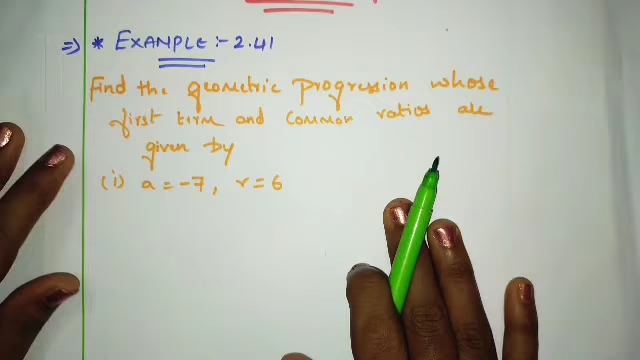 => * EXAMPLE :- 2.41
Find the geometric progression whose
first term and common ratios are
given by
(i) a = -7, r = 6